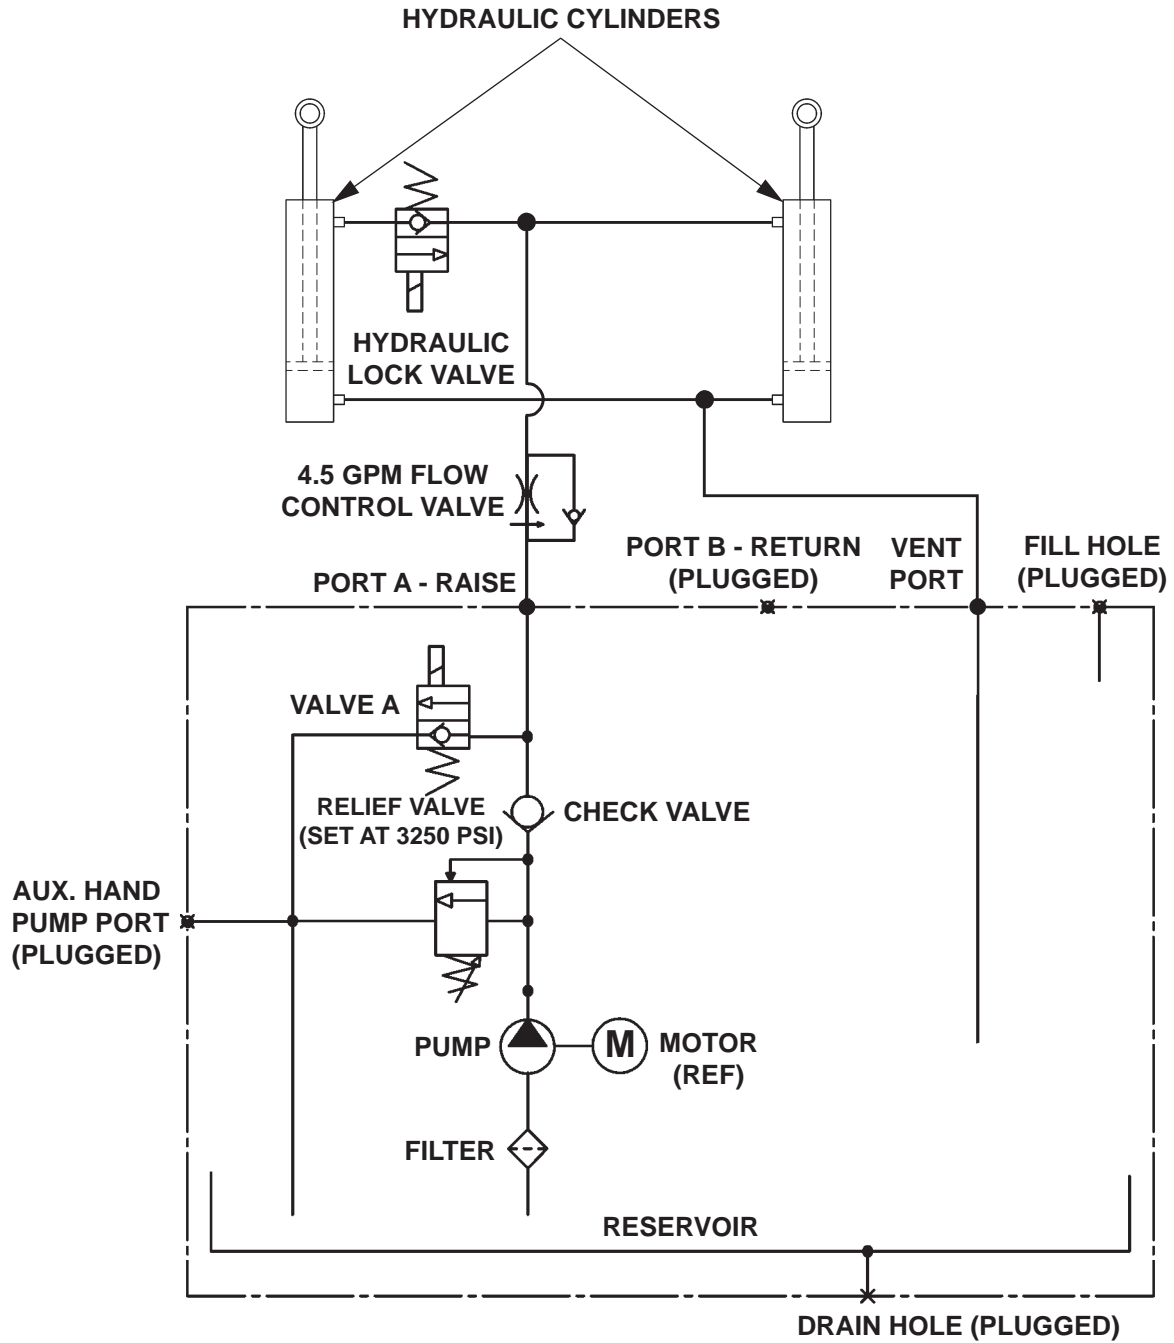 HYDRAULIC CYLINDERS
HYDRAULIC
LOCK VALVE
4.5 GPM FLOW
CONTROL VALVE
PORT B - RETURN
(PLUGGED)
VENT
PORT
FILL HOLE
(PLUGGED)
PORT A - RAISE
VALVE A
RELIEF VALVE
(SET AT 3250 PSI)
CHECK VALVE
AUX. HAND
PUMP PORT
(PLUGGED)
PUMP
M
MOTOR
(REF)
FILTER
RESERVOIR
DRAIN HOLE (PLUGGED)